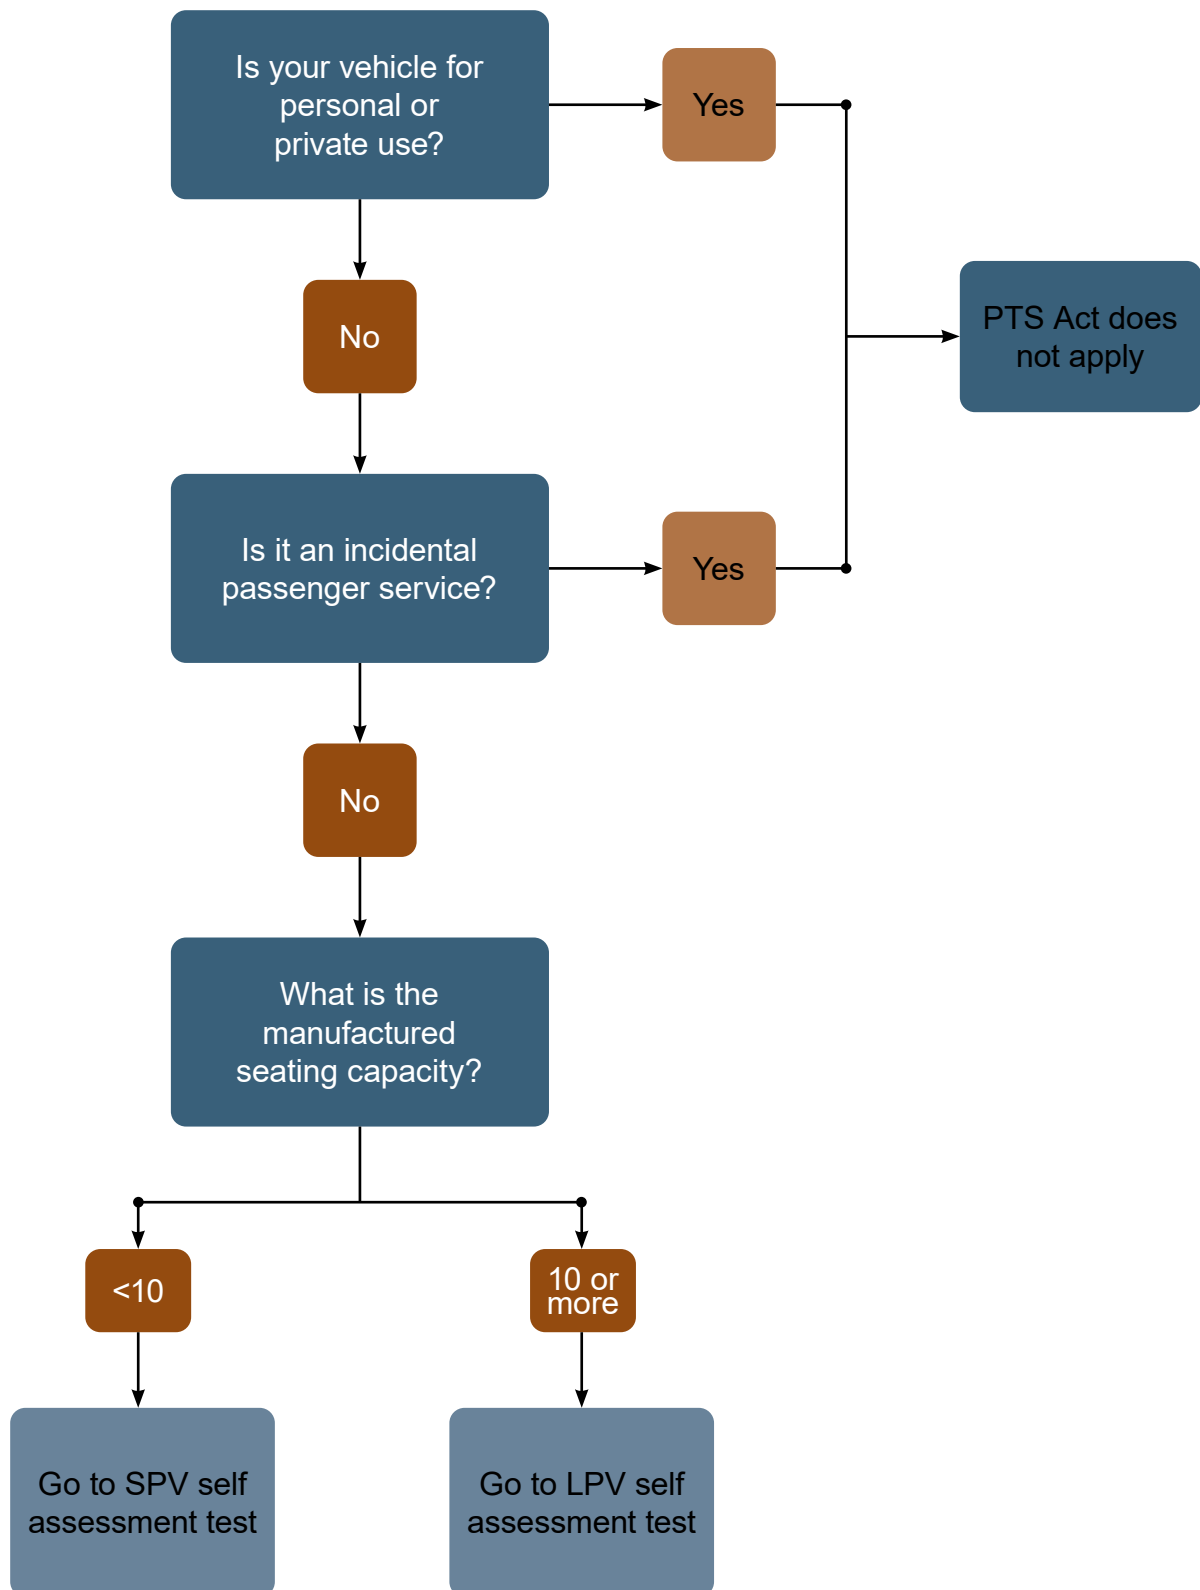 Is your vehicle for
personal or
private use?
Yes
No
PTS Act does
not apply
Is it an incidental
passenger service?
Yes
No
What is the
manufactured
seating capacity?
<10
10 or
more
Go to SPV self
assessment test
Go to LPV self
assessment test